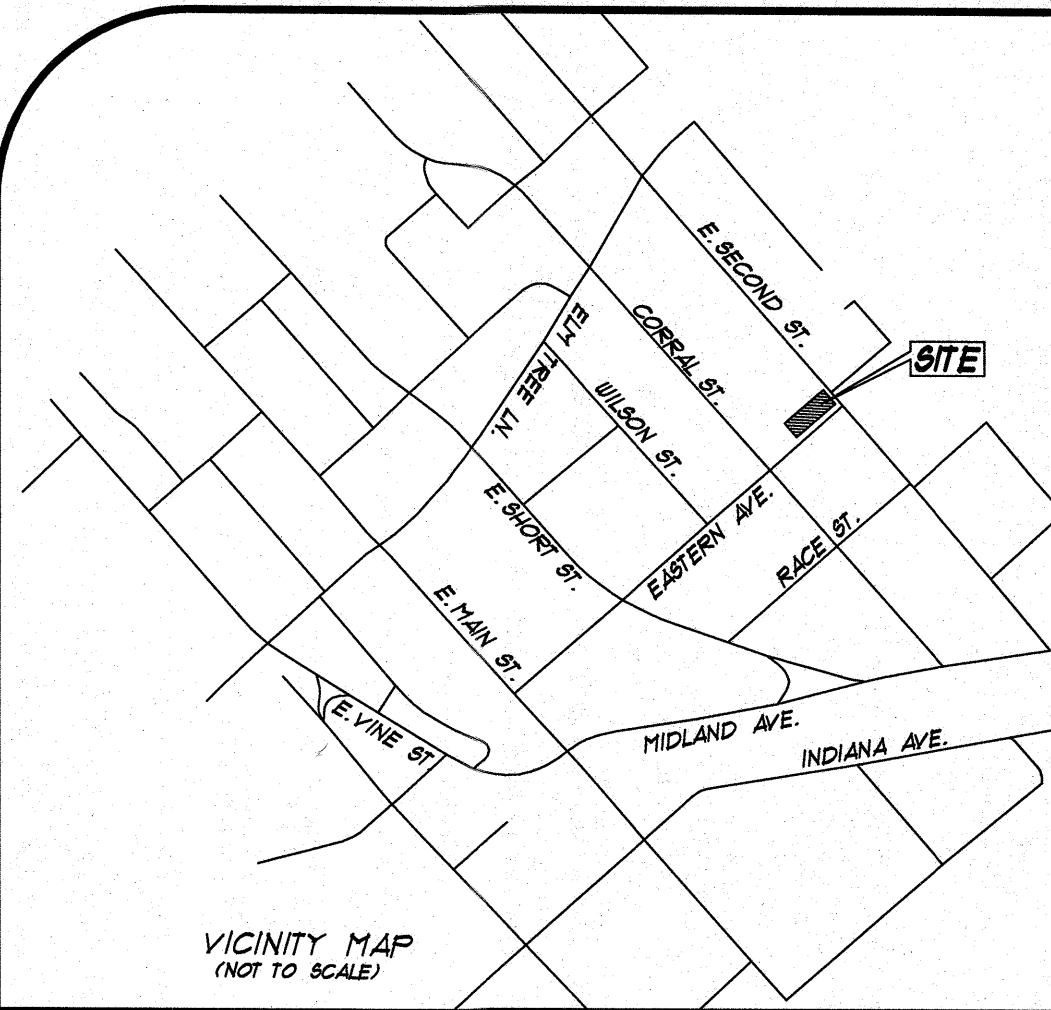 E. SECOND ST.
SITE
ELM TREE LN.
CORRAL ST.
WILSON ST.
E. SHORT ST.
EASTERN AVE.
RACE ST.
E. MAIN ST.
E. VINE ST.
MIDLAND AVE.
INDIANA AVE.
VICINITY MAP
(NOT TO SCALE)